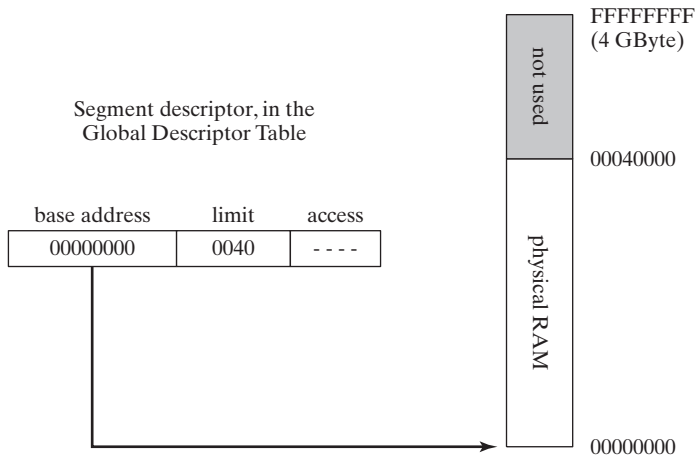 FFFFFFFF
(4 GByte)
not used
Segment descriptor, in the
Global Descriptor Table
00040000
base address limit access
00000000 0040 - - - -
physical RAM
00000000